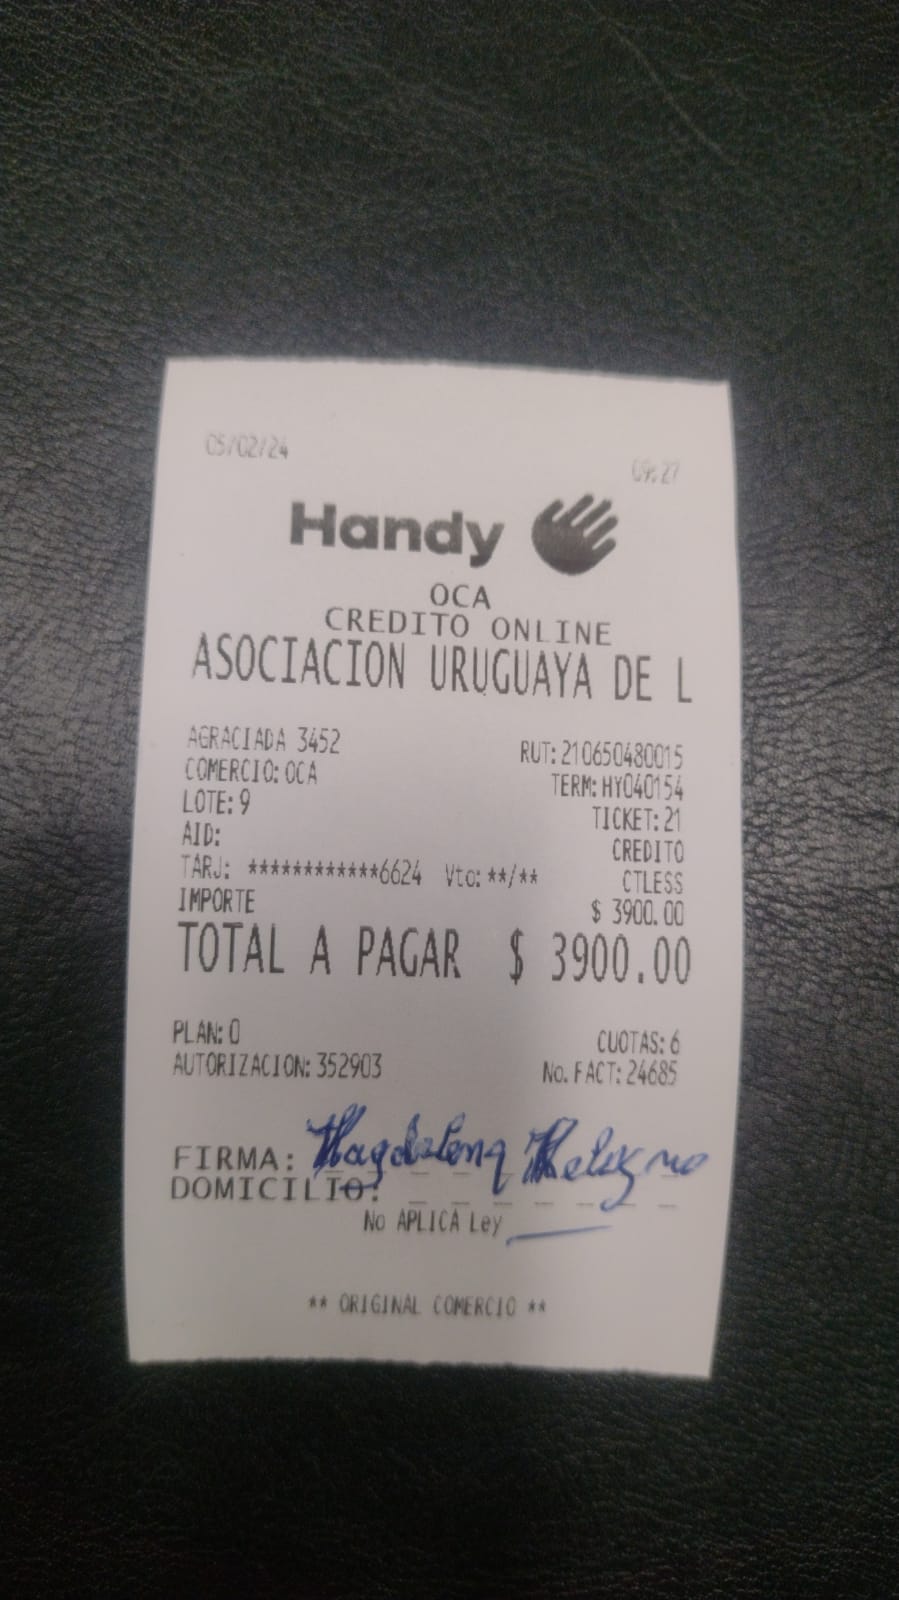 05/02/24
09:27
Handy
OCA
CREDITO ONLINE
ASOCIACION URUGUAYA DE L
AGRACIADA 3452
RUT: 210650480015
COMERCIO: OCA
TERM: HY040154
LOTE: 9
TICKET: 21
AID:
CREDITO
TARJ: ************6624 Vto: **/**
CTLESS
IMPORTE
$ 3900.00
TOTAL A PAGAR $ 3900.00
PLAN: 0
CUOTAS: 6
AUTORIZACION: 352903
No. FACT: 24685
FIRMA: Magdalena
DOMICILIO:
No APLICA Ley
** ORIGINAL COMERCIO **